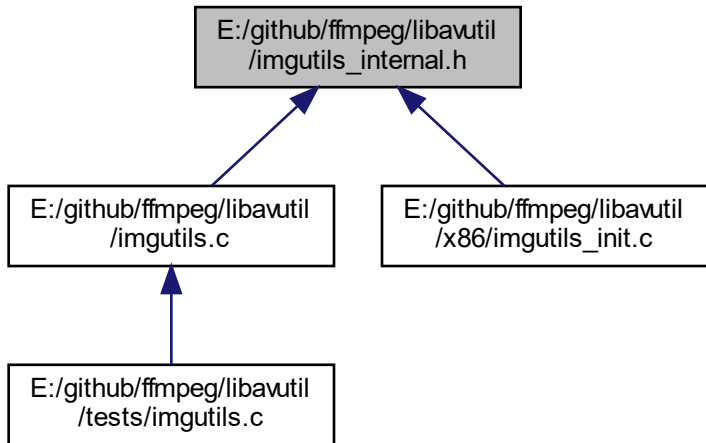 E:/github/ffmpeg/libavutil
/imgutils_internal.h
E:/github/ffmpeg/libavutil
/imgutils.c
E:/github/ffmpeg/libavutil
/x86/imgutils_init.c
E:/github/ffmpeg/libavutil
/tests/imgutils.c